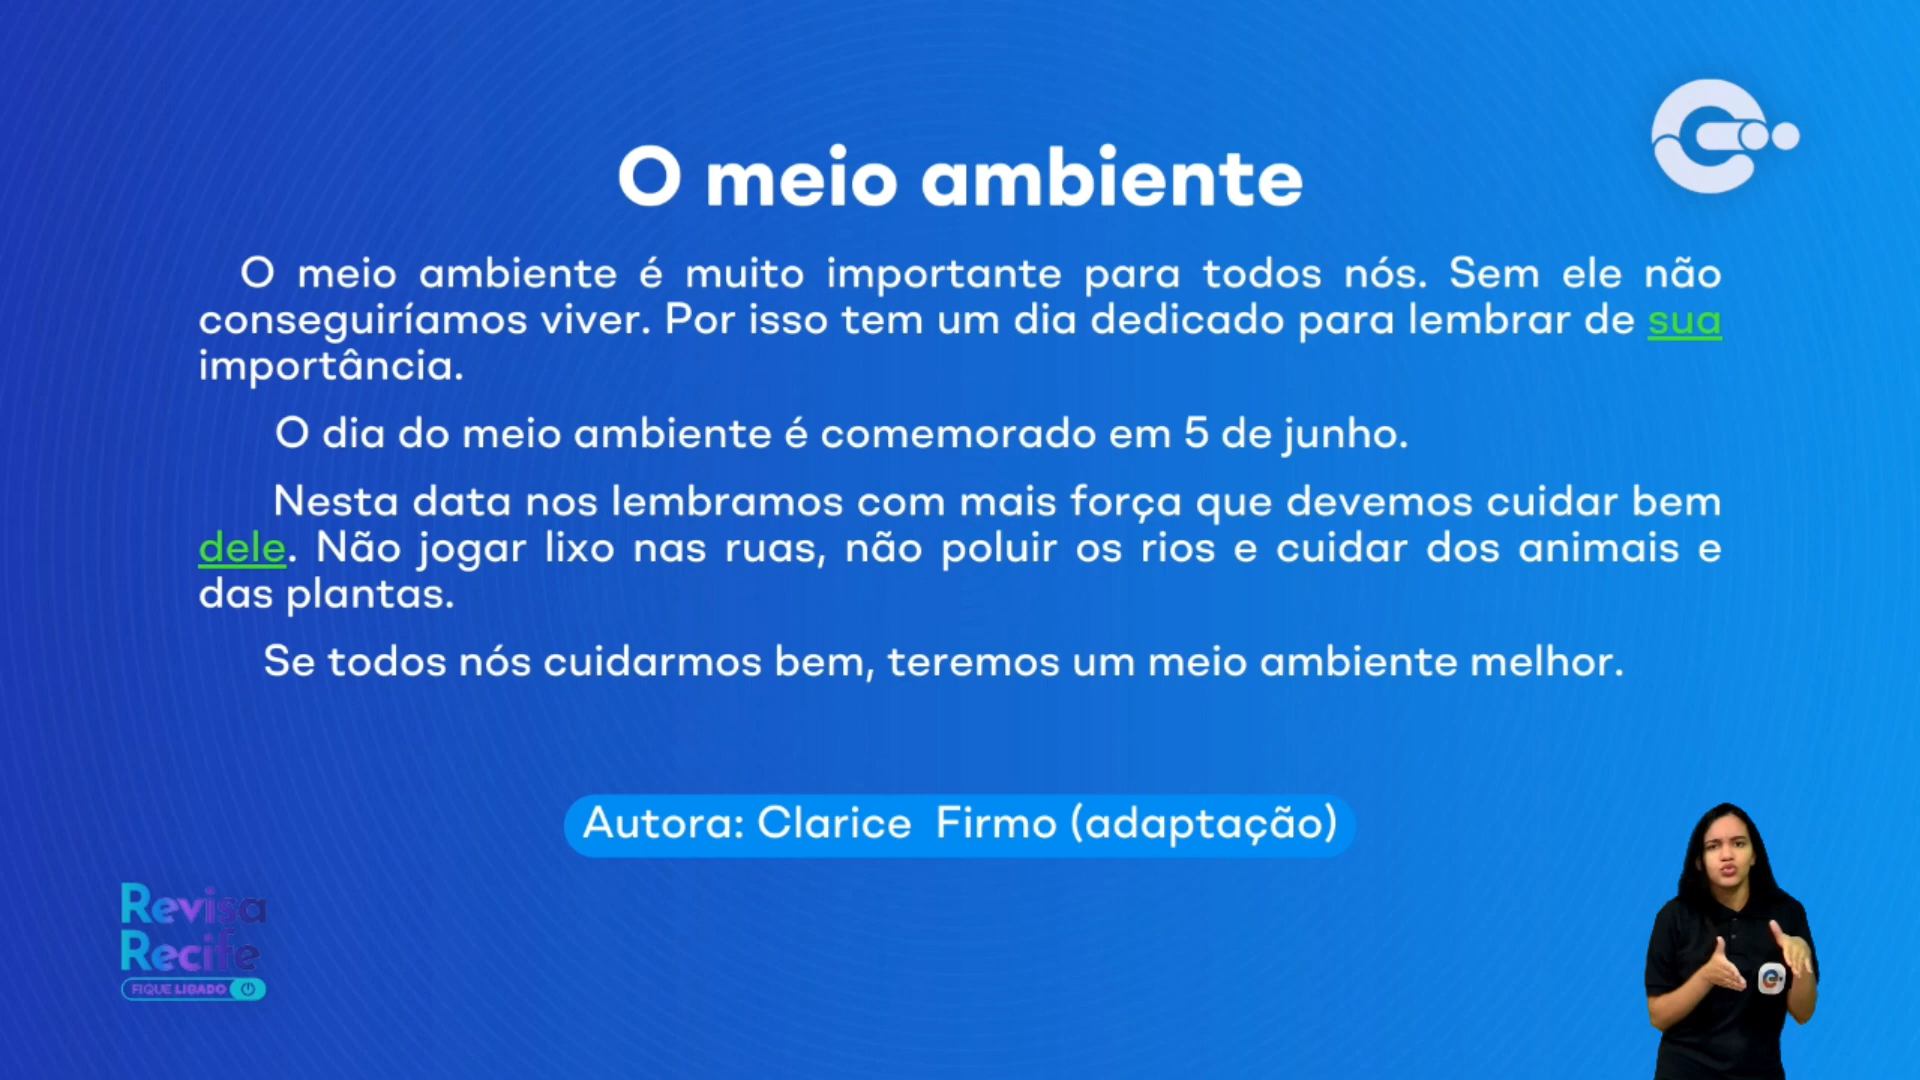 O meio ambiente
O meio ambiente é muito importante para todos nós. Sem ele não
conseguiríamos viver. Por isso tem um dia dedicado para lembrar de sua
importância.
O dia do meio ambiente é comemorado em 5 de junho.
Nesta data nos lembramos com mais força que devemos cuidar bem
dele. Não jogar lixo nas ruas, não poluir os rios e cuidar dos animais e
das plantas.
Se todos nós cuidarmos bem, teremos um meio ambiente melhor.
Autora: Clarice Firmo (adaptação)
Revisa
Recife
FIQUE LIGADO